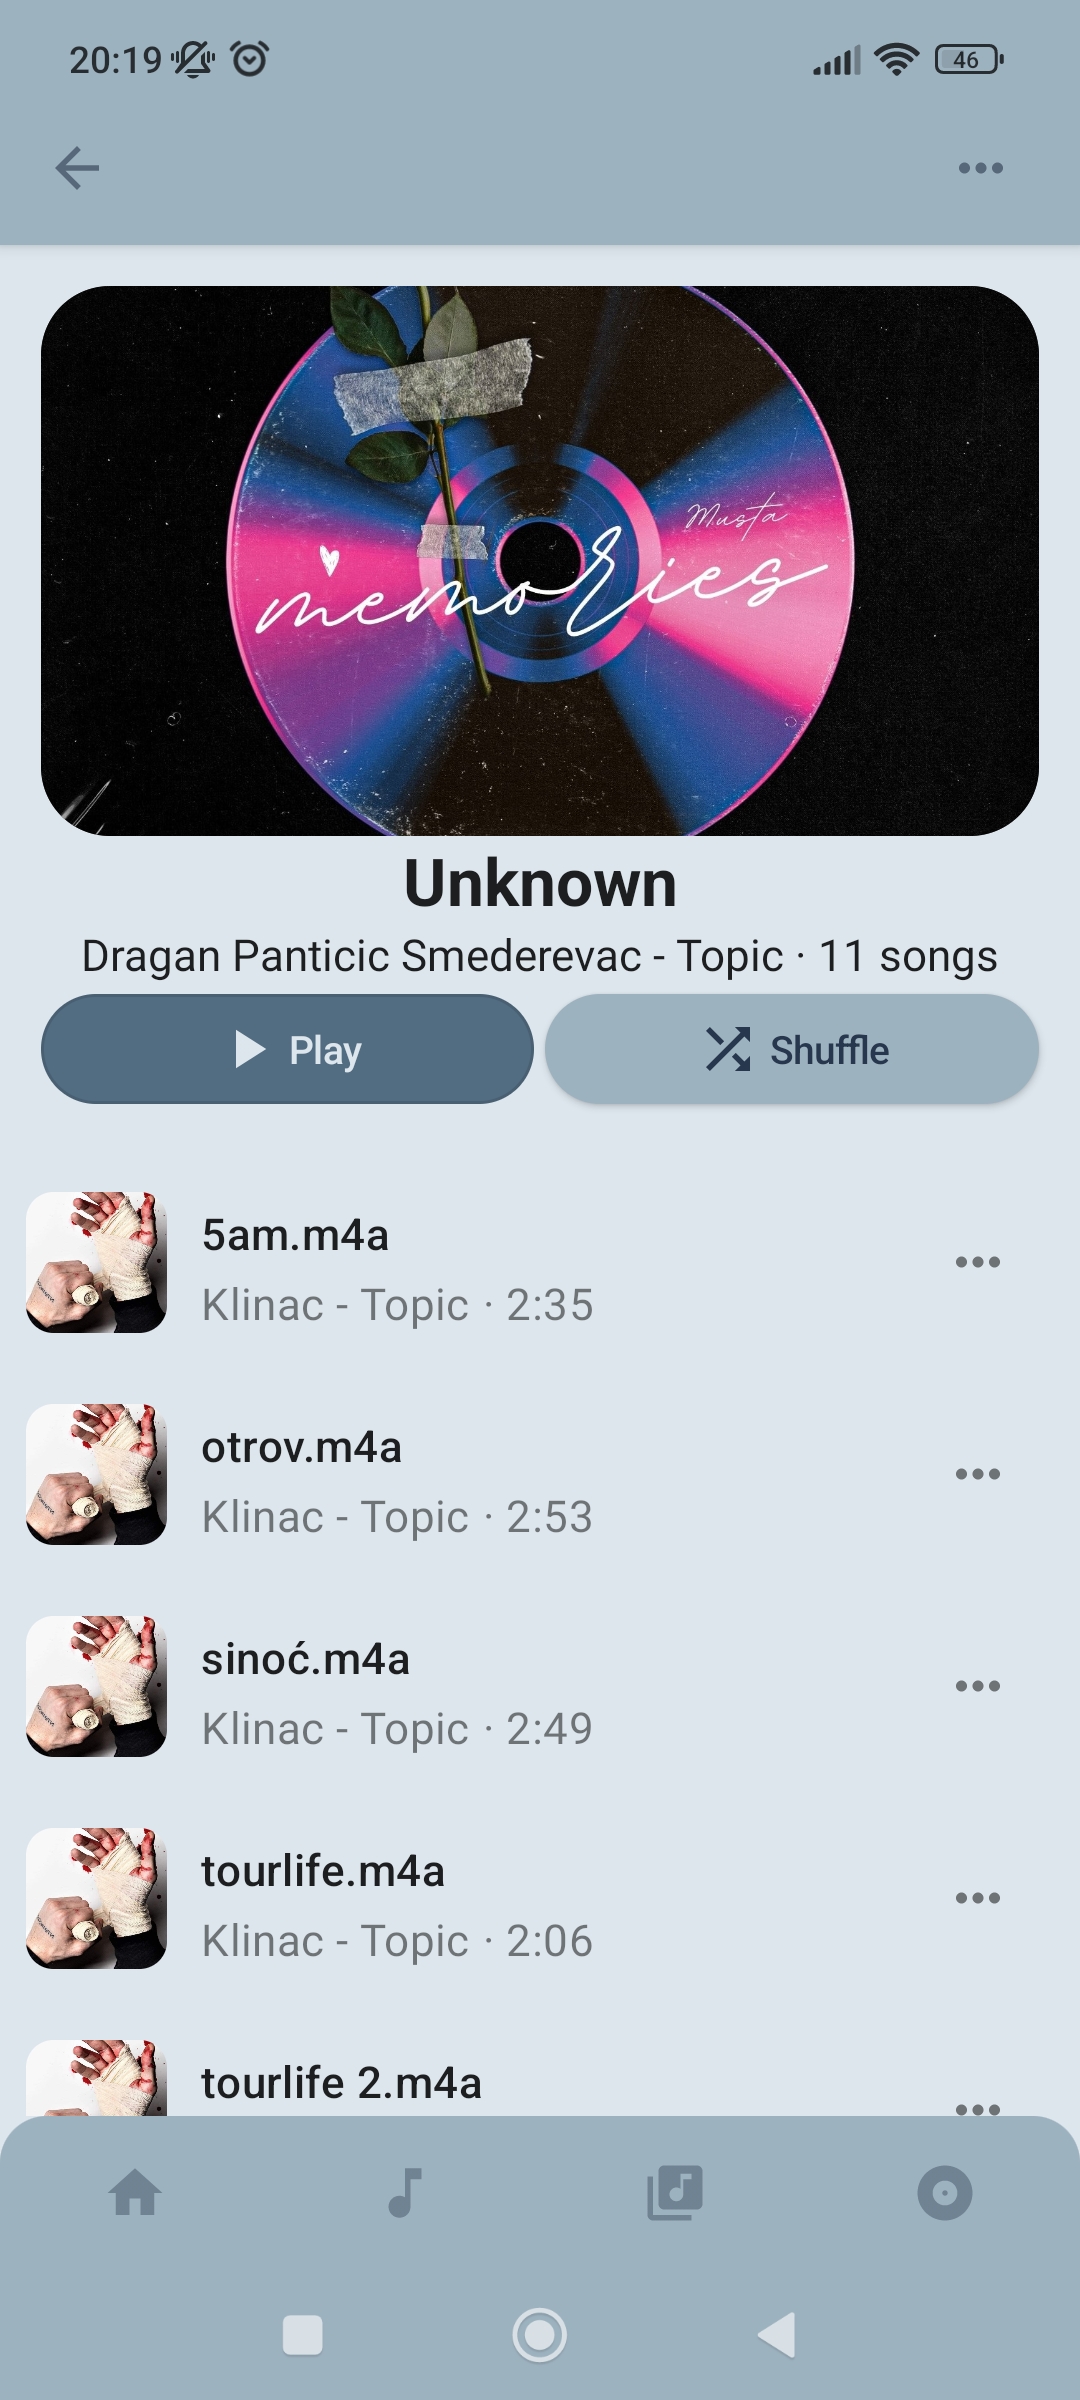 20:19
46
Musta
memories
Unknown
Dragan Panticic Smederevac - Topic · 11 songs
Play
Shuffle
5am.m4a
Klinac - Topic · 2:35
otrov.m4a
Klinac - Topic · 2:53
sinoć.m4a
Klinac - Topic · 2:49
tourlife.m4a
Klinac - Topic · 2:06
tourlife 2.m4a